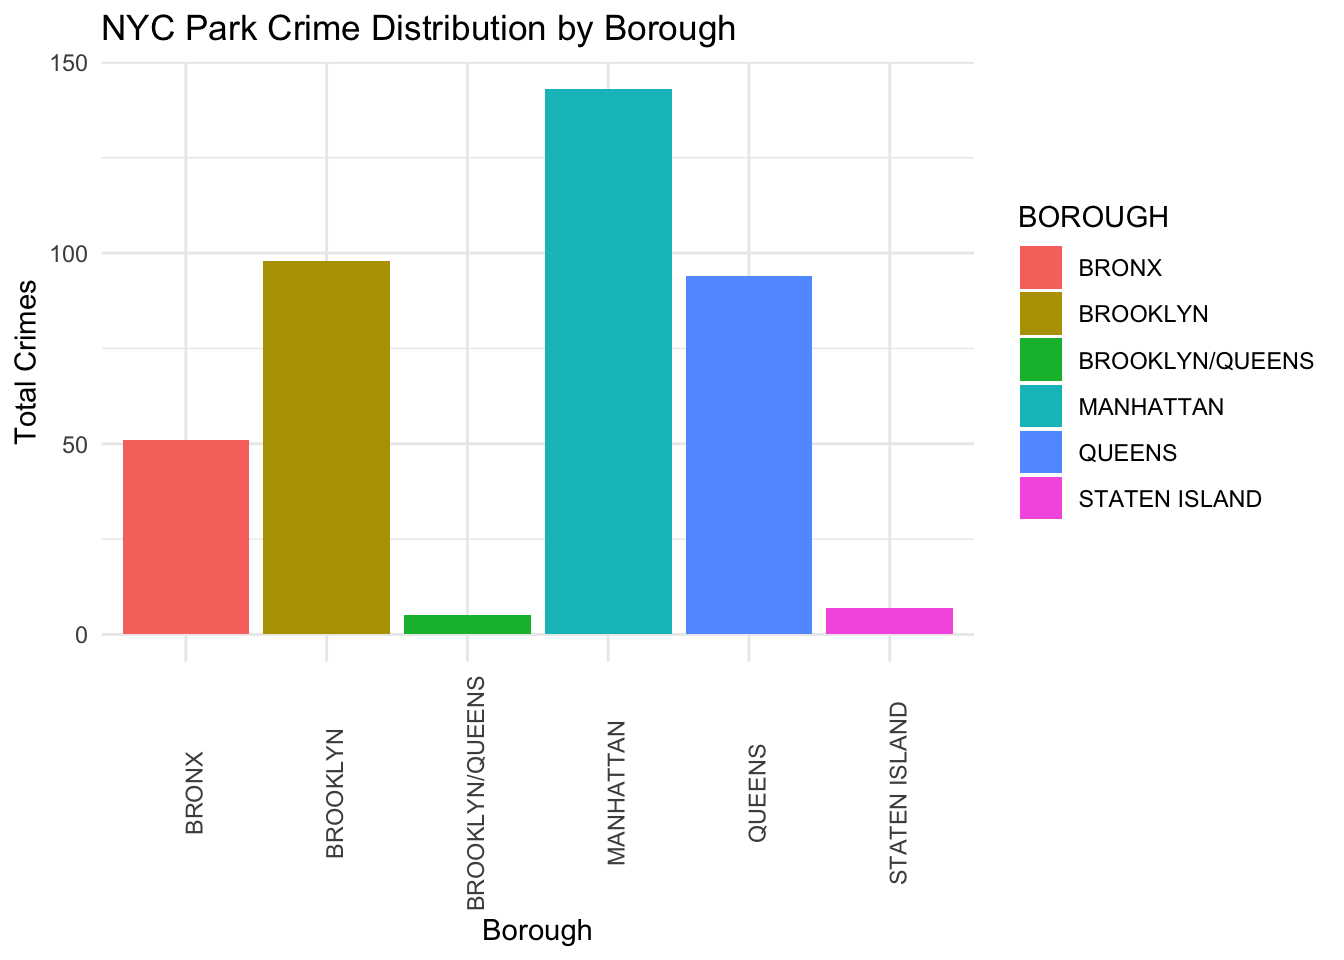 NYC Park Crime Distribution by Borough
150
100
50
0
Total Crimes
BRONX
BROOKLYN
BROOKLYN/QUEENS
MANHATTAN
QUEENS
STATEN ISLAND
Borough
BOROUGH
BRONX
BROOKLYN
BROOKLYN/QUEENS
MANHATTAN
QUEENS
STATEN ISLAND